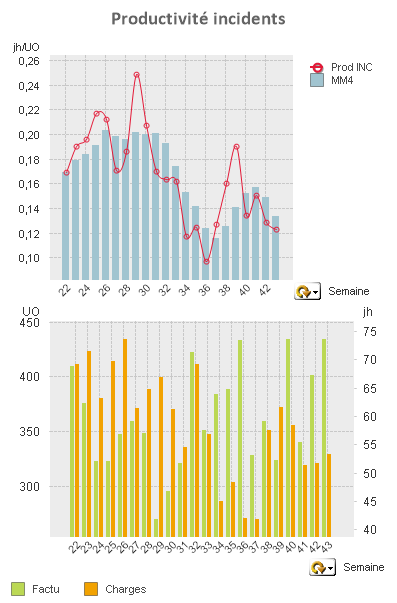 Productivité incidents
jh/UO
0,26
0,24
0,22
0,20
0,18
0,16
0,14
0,12
0,10
22 24 26 28 30 32 34 36 38 40 42
Semaine
Prod INC
MM4
UO
jh
450
400
350
300
75
70
65
60
55
50
45
40
22 23 24 25 26 27 28 29 30 31 32 33 34 35 36 37 38 39 40 41 42 43
Semaine
Factu Charges